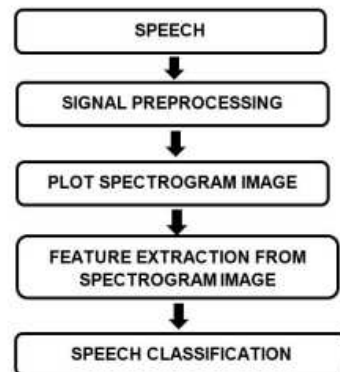 SPEECH
SIGNAL PREPROCESSING
PLOT SPECTROGRAM IMAGE
FEATURE EXTRACTION FROM
SPECTROGRAM IMAGE
SPEECH CLASSIFICATION